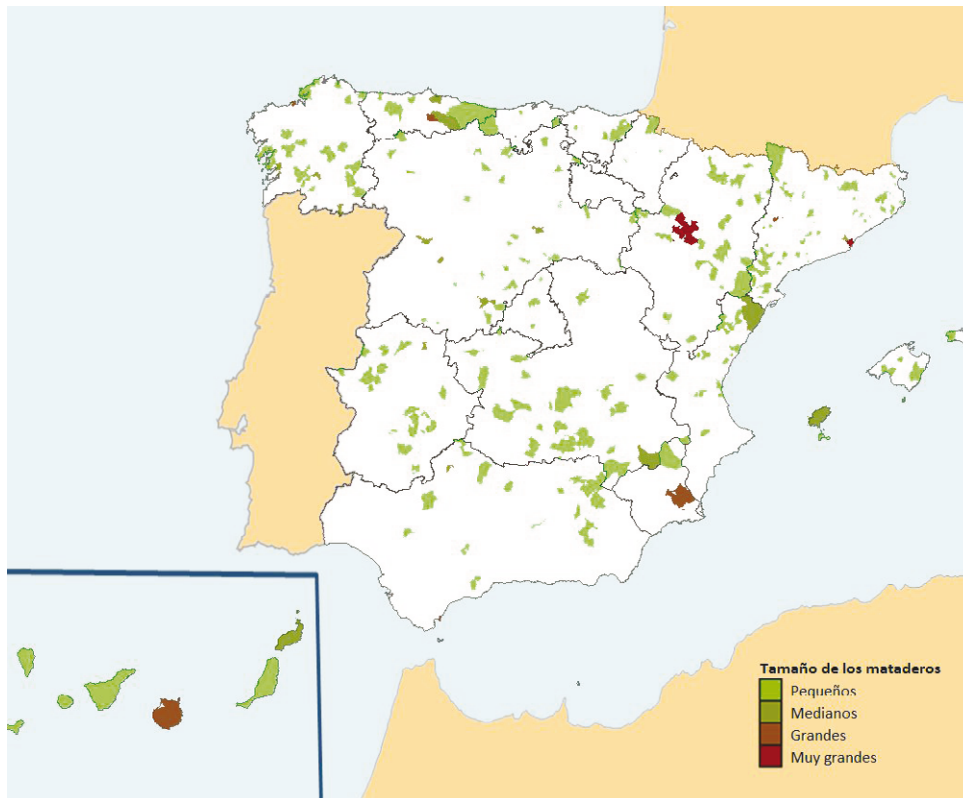 Tamaño de los mataderos
Pequeños
Medianos
Grandes
Muy grandes